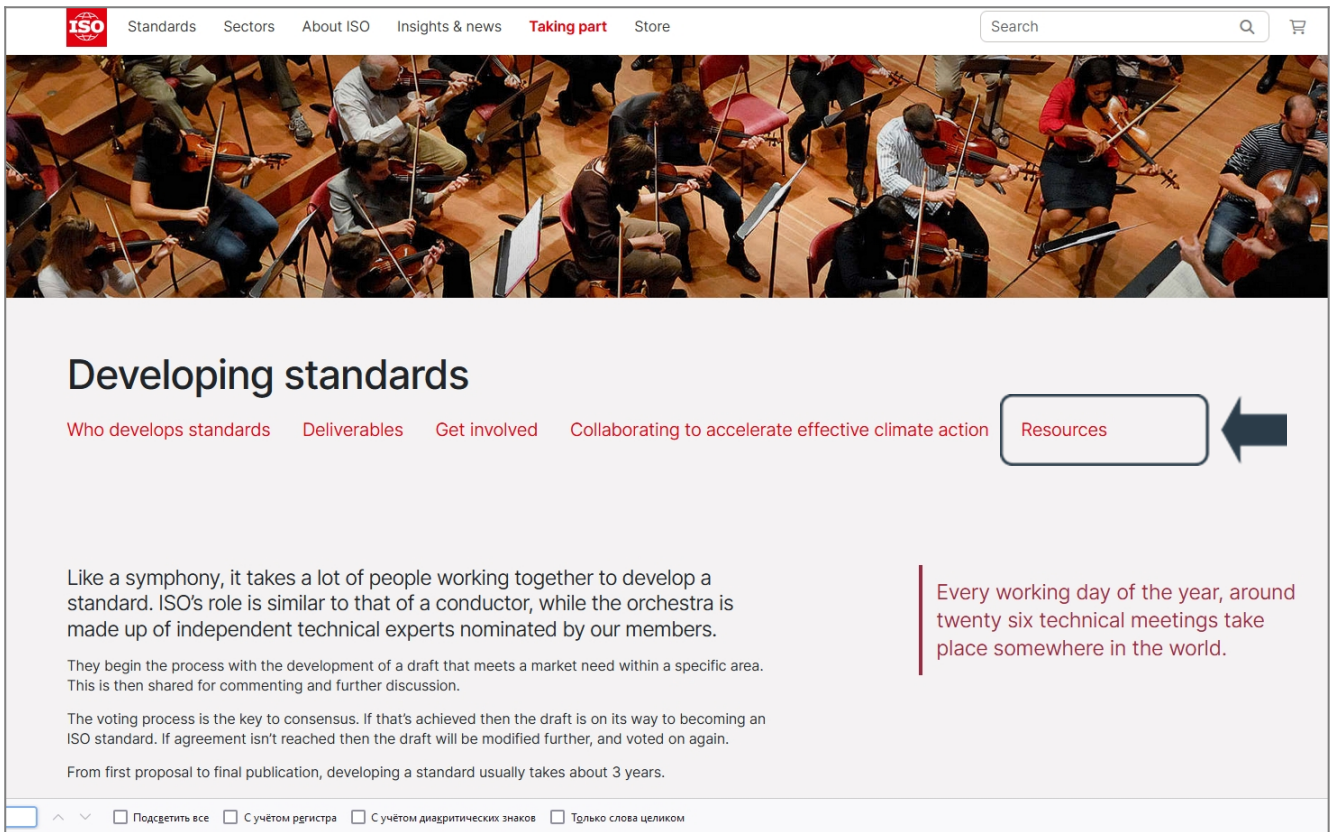 ISO Standards Sectors About ISO Insights & news Taking part Store Search
Developing standards
Who develops standards Deliverables Get involved Collaborating to accelerate effective climate action Resources
Like a symphony, it takes a lot of people working together to develop a
standard. ISO’s role is similar to that of a conductor, while the orchestra is
made up of independent technical experts nominated by our members.
They begin the process with the development of a draft that meets a market need within a specific area.
This is then shared for commenting and further discussion.
The voting process is the key to consensus. If that’s achieved then the draft is on its way to becoming an
ISO standard. If agreement isn’t reached then the draft will be modified further, and voted on again.
From first proposal to final publication, developing a standard usually takes about 3 years.
Every working day of the year, around
twenty six technical meetings take
place somewhere in the world.
Подсветить все С учётом регистра С учётом диакритических знаков Только слова целиком